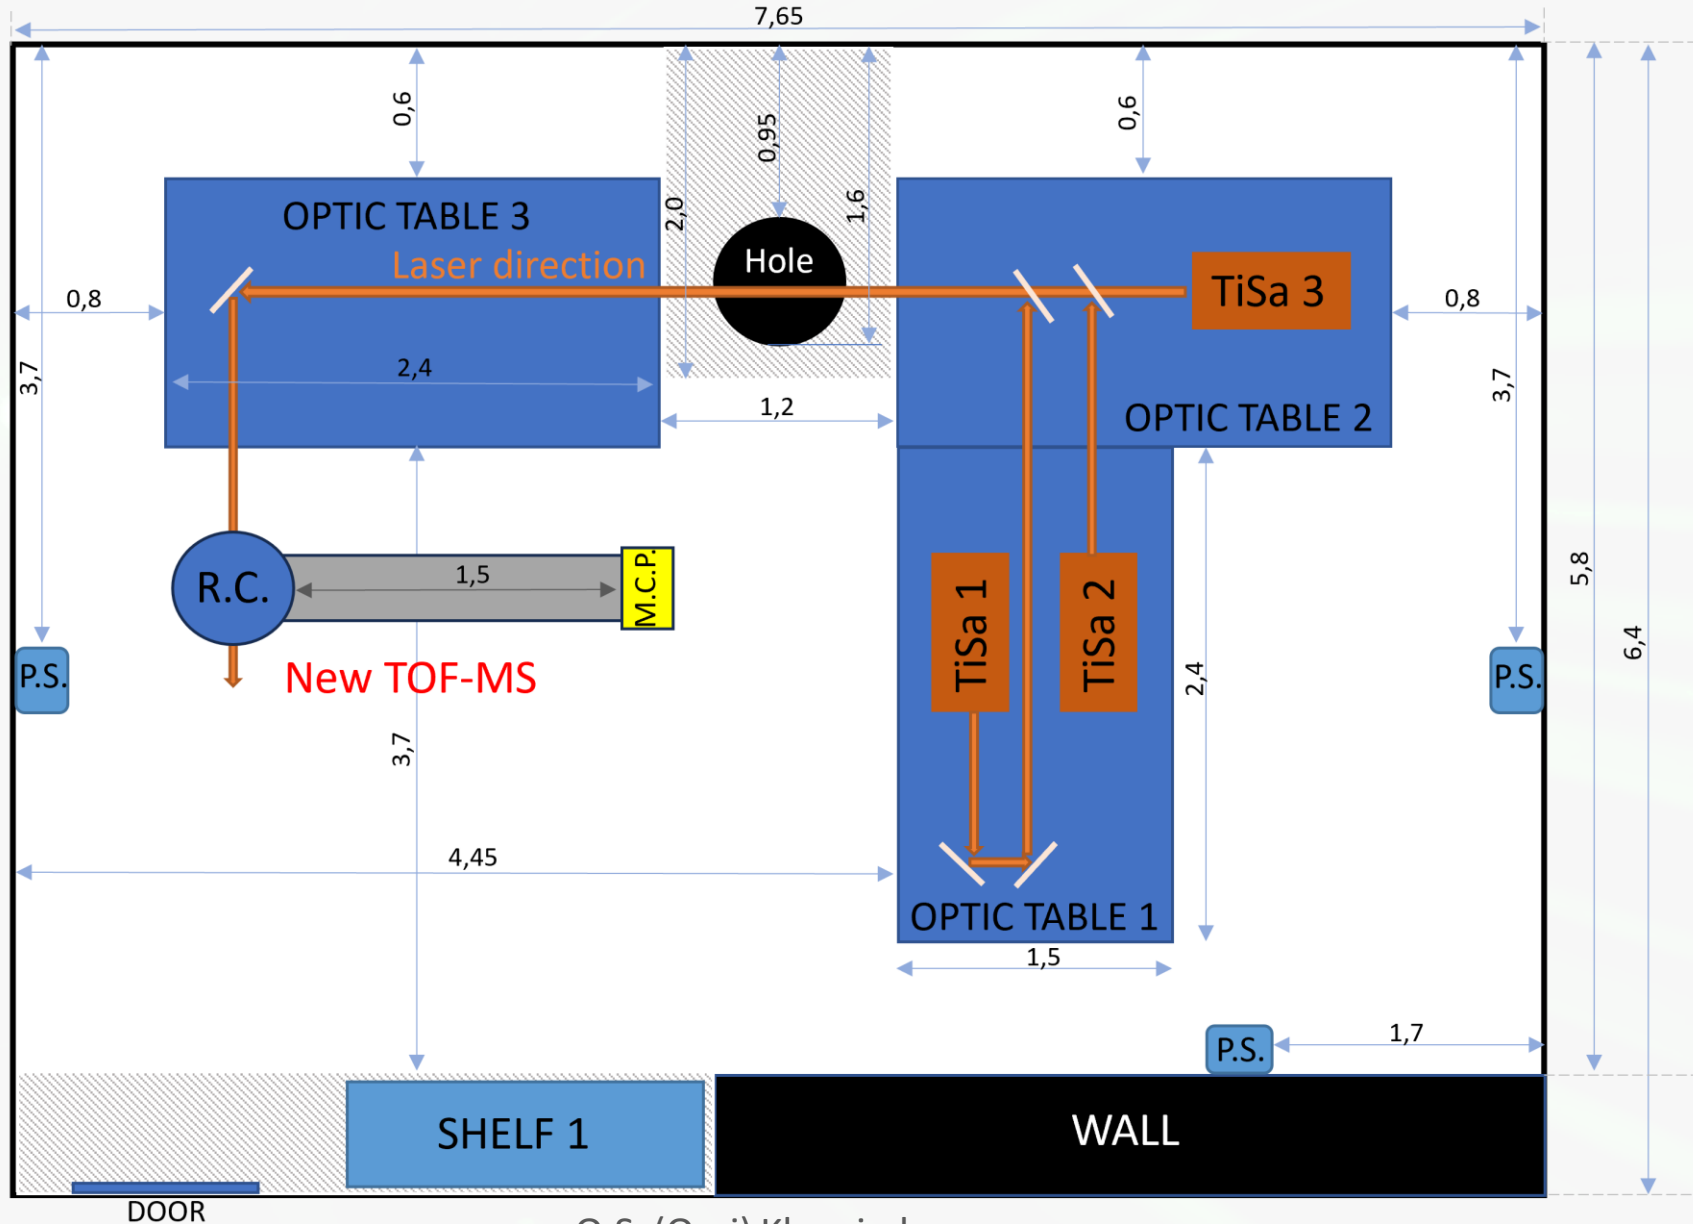 7,65
0,6
0,95
0,6
2,0
1,6
OPTIC TABLE 3
Hole
Laser direction
TiSa 3
0,8
0,8
3,7
2,4
3,7
1,2
OPTIC TABLE 2
R.C.
1,5
M.C.P.
TiSa 1
TiSa 2
5,8
6,4
P.S.
New TOF-MS
2,4
P.S.
3,7
4,45
OPTIC TABLE 1
1,5
P.S.
1,7
SHELF 1
WALL
DOOR